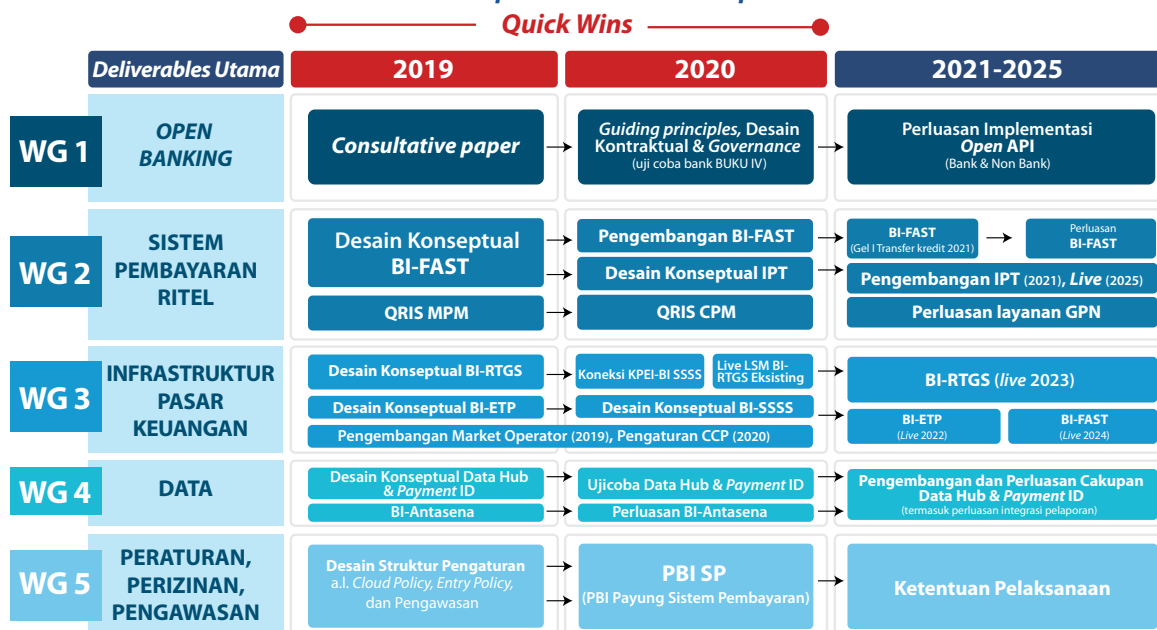 Quick Wins
Deliverables Utama
2019
2020
2021-2025
WG 1
OPEN
BANKING
Consultative paper
Guiding principles, Desain
Kontraktual & Governance
(uji coba bank BUKU IV)
Perluasan Implementasi
Open API
(Bank & Non Bank)
WG 2
SISTEM
PEMBAYARAN
RITEL
Desain Konseptual
BI-FAST
Pengembangan BI-FAST
Desain Konseptual IPT
BI-FAST
(Gel I Transfer kredit 2021)
Perluasan
BI-FAST
Pengembangan IPT (2021), Live (2025)
QRIS MPM
QRIS CPM
Perluasan layanan GPN
WG 3
INFRASTRUKTUR
PASAR
KEUANGAN
Desain Konseptual BI-RTGS
Koneksi KPEI-BI SSSS
Live LSM BI-
RTGS Eksisting
BI-RTGS (live 2023)
Desain Konseptual BI-ETP
Desain Konseptual BI-SSSS
BI-ETP
(Live 2022)
BI-FAST
(Live 2024)
Pengembangan Market Operator (2019), Pengaturan CCP (2020)
WG 4
DATA
Desain Konseptual Data Hub
& Payment ID
Ujicoba Data Hub & Payment ID
Pengembangan dan Perluasan Cakupan
Data Hub & Payment ID
(termasuk perluasan integrasi pelaporan)
BI-Antasena
Perluasan BI-Antasena
WG 5
PERATURAN,
PERIZINAN,
PENGAWASAN
Desain Struktur Pengaturan
a.l. Cloud Policy, Entry Policy,
dan Pengawasan
PBI SP
(PBI Payung Sistem Pembayaran)
Ketentuan Pelaksanaan